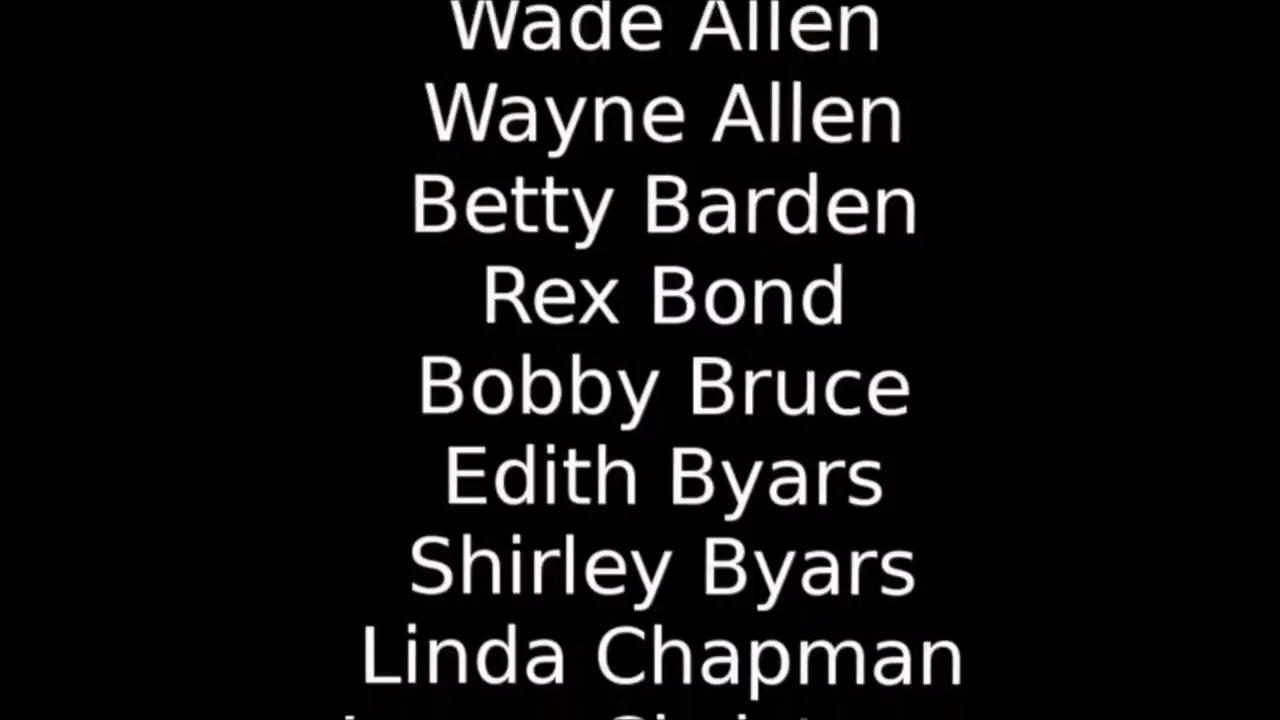 Wade Allen
Wayne Allen
Betty Barden
Rex Bond
Bobby Bruce
Edith Byars
Shirley Byars
Linda Chapman